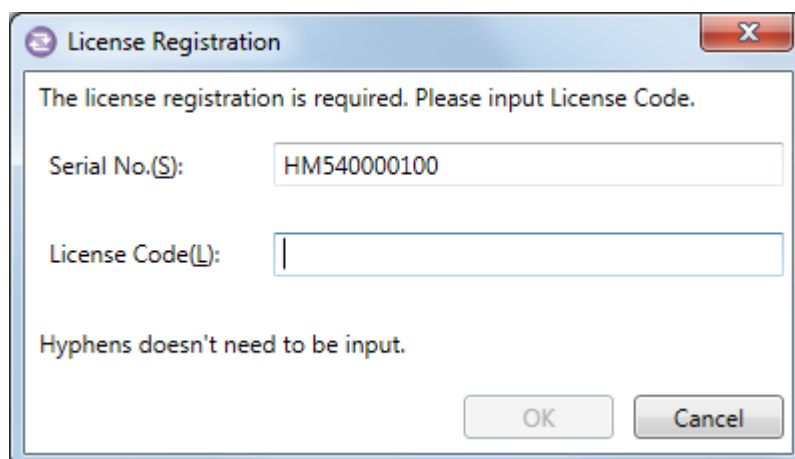 License Registration
The license registration is required. Please input License Code.
Serial No.(S): HM540000100
License Code(L):
Hyphens doesn't need to be input.
OK Cancel